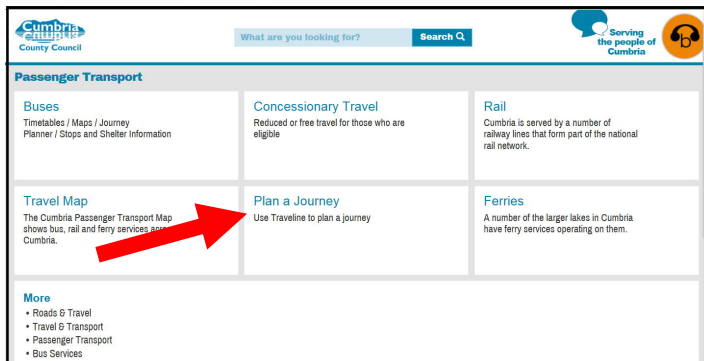 Cumbria
County Council
What are you looking for?
Search
Serving
the people of
Cumbria
b
Passenger Transport
Buses
Timetables / Maps / Journey
Planner / Stops and Shelter Information
Concessionary Travel
Reduced or free travel for those who are
eligible
Rail
Cumbria is served by a number of
railway lines that form part of the national
rail network.
Travel Map
The Cumbria Passenger Transport Map
shows bus, rail and ferry services
Cumbria.
Plan a Journey
Use Traveline to plan a journey
Ferries
A number of the larger lakes in Cumbria
have ferry services operating on them.
More
• Roads & Travel
• Travel & Transport
• Passenger Transport
• Bus Services